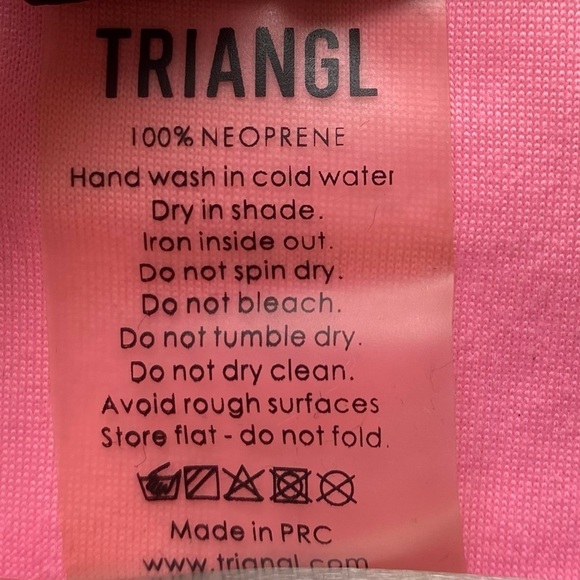 TRIANGL
100% NEOPRENE
Hand wash in cold water
Dry in shade.
Iron inside out.
Do not spin dry.
Do not bleach.
Do not tumble dry.
Do not dry clean.
Avoid rough surfaces
Store flat - do not fold.
Made in PRC
www.triangl.com